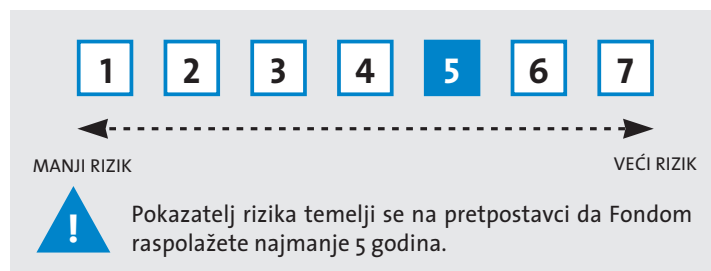 1 2 3 4 5 6 7
MANJI RIZIK VEĆI RIZIK
! Pokazatelj rizika temelji se na pretpostavci da Fondom
raspolažete najmanje 5 godina.